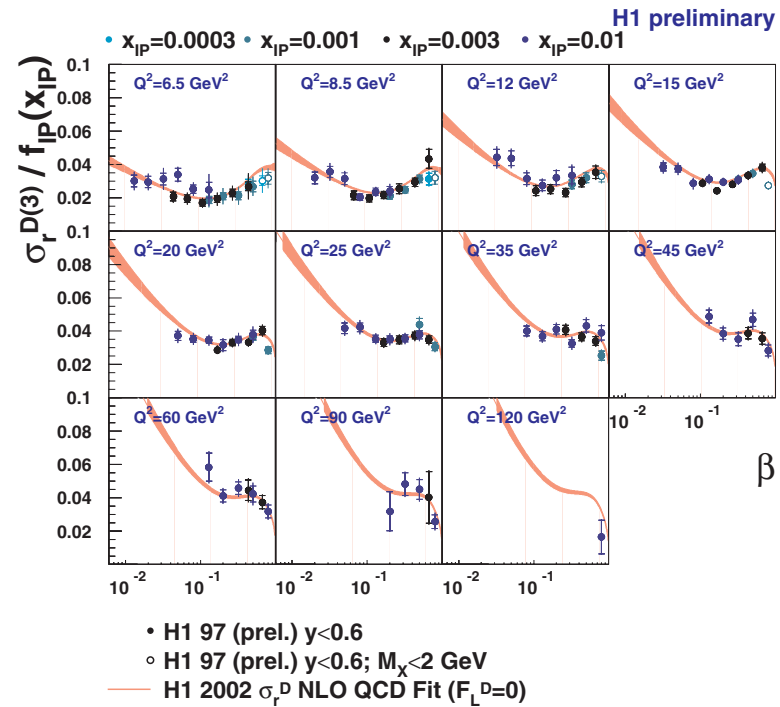 H1 preliminary
x_IP=0.0003 x_IP=0.001 x_IP=0.003 x_IP=0.01
σ_r^D(3) / f_IP(x_IP)
0.1
Q²=6.5 GeV² Q²=8.5 GeV² Q²=12 GeV² Q²=15 GeV²
0.08
0.06
0.04
0.02
0.1
Q²=20 GeV² Q²=25 GeV² Q²=35 GeV² Q²=45 GeV²
0.08
0.06
0.04
0.02
10⁻² 10⁻¹
0.1
Q²=60 GeV² Q²=90 GeV² Q²=120 GeV²
0.08
β
0.06
0.04
0.02
10⁻² 10⁻¹ 10⁻² 10⁻¹ 10⁻² 10⁻¹
H1 97 (prel.) y<0.6
H1 97 (prel.) y<0.6; M_X<2 GeV
H1 2002 σ_r^D NLO QCD Fit (F_L^D=0)